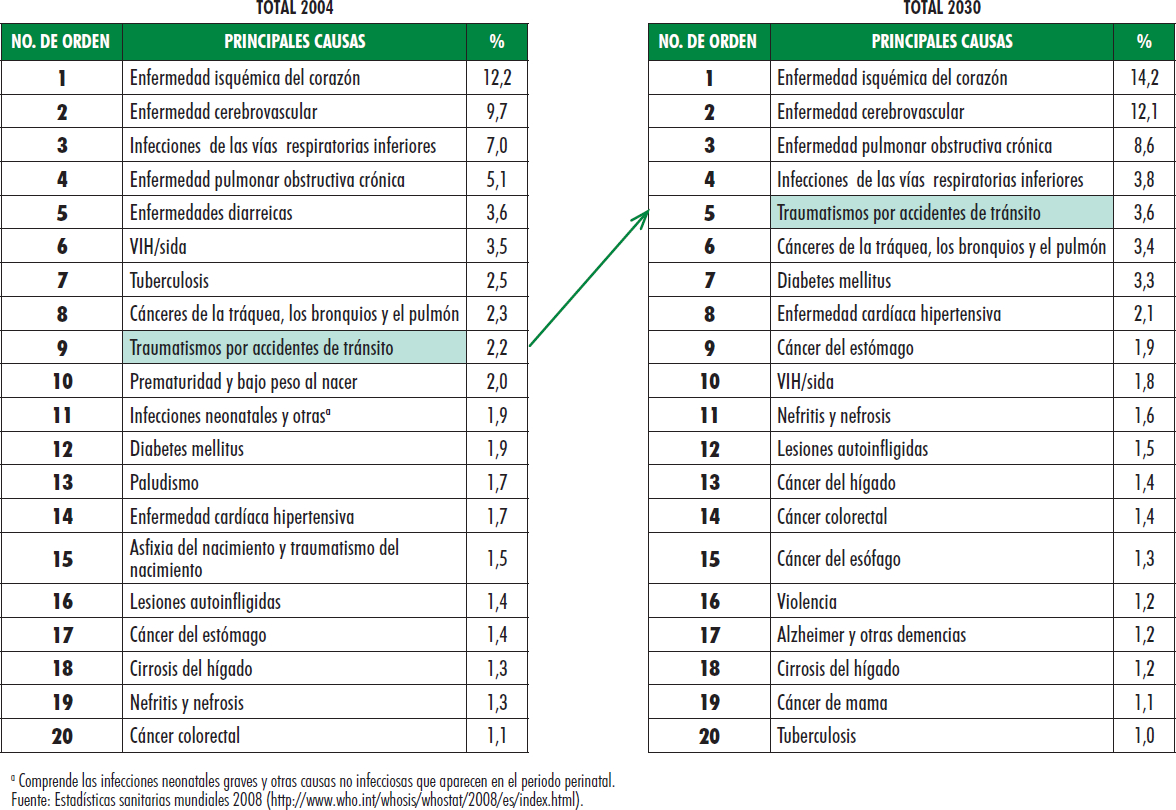 TOTAL 2004
NO. DE ORDEN PRINCIPALES CAUSAS %
1 Enfermedad isquémica del corazón 12,2
2 Enfermedad cerebrovascular 9,7
3 Infecciones de las vías respiratorias inferiores 7,0
4 Enfermedad pulmonar obstructiva crónica 5,1
5 Enfermedades diarreicas 3,6
6 VIH/sida 3,5
7 Tuberculosis 2,5
8 Cánceres de la tráquea, los bronquios y el pulmón 2,3
9 Traumatismos por accidentes de tránsito 2,2
10 Prematuridad y bajo peso al nacer 2,0
11 Infecciones neonatales y otrasª 1,9
12 Diabetes mellitus 1,9
13 Paludismo 1,7
14 Enfermedad cardíaca hipertensiva 1,7
15 Asfixia del nacimiento y traumatismo del
nacimiento 1,5
16 Lesiones autoinfligidas 1,4
17 Cáncer del estómago 1,4
18 Cirrosis del hígado 1,3
19 Nefritis y nefrosis 1,3
20 Cáncer colorectal 1,1
TOTAL 2030
NO. DE ORDEN PRINCIPALES CAUSAS %
1 Enfermedad isquémica del corazón 14,2
2 Enfermedad cerebrovascular 12,1
3 Enfermedad pulmonar obstructiva crónica 8,6
4 Infecciones de las vías respiratorias inferiores 3,8
5 Traumatismos por accidentes de tránsito 3,6
6 Cánceres de la tráquea, los bronquios y el pulmón 3,4
7 Diabetes mellitus 3,3
8 Enfermedad cardíaca hipertensiva 2,1
9 Cáncer del estómago 1,9
10 VIH/sida 1,8
11 Nefritis y nefrosis 1,6
12 Lesiones autoinfligidas 1,5
13 Cáncer del hígado 1,4
14 Cáncer colorectal 1,4
15 Cáncer del esófago 1,3
16 Violencia 1,2
17 Alzheimer y otras demencias 1,2
18 Cirrosis del hígado 1,2
19 Cáncer de mama 1,1
20 Tuberculosis 1,0
ª Comprende las infecciones neonatales graves y otras causas no infecciosas que aparecen en el periodo perinatal.
Fuente: Estadísticas sanitarias mundiales 2008 (http://www.who.int/whosis/whostat/2008/es/index.html).